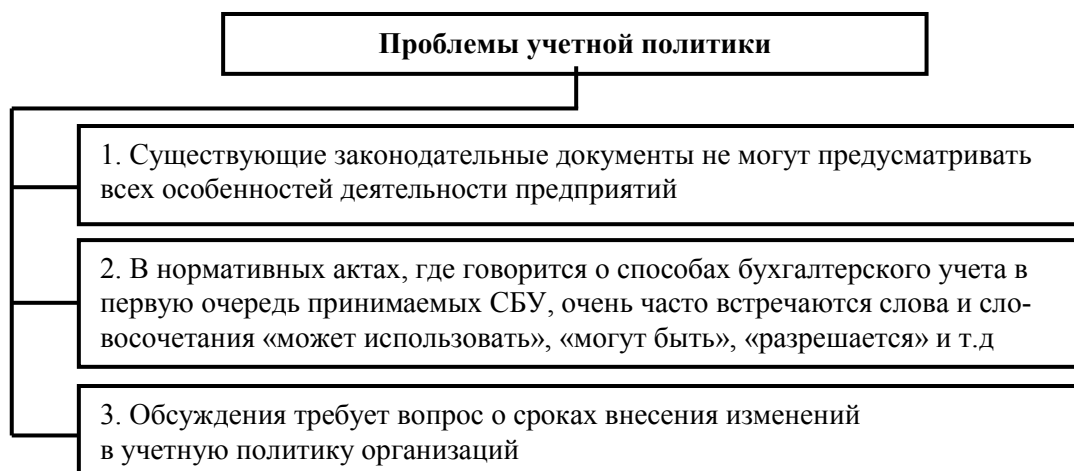 Проблемы учетной политики
1. Существующие законодательные документы не могут предусматривать
всех особенностей деятельности предприятий
2. В нормативных актах, где говорится о способах бухгалтерского учета в
первую очередь принимаемых СБУ, очень часто встречаются слова и сло-
восочетания «может использовать», «могут быть», «разрешается» и т.д
3. Обсуждения требует вопрос о сроках внесения изменений
в учетную политику организаций